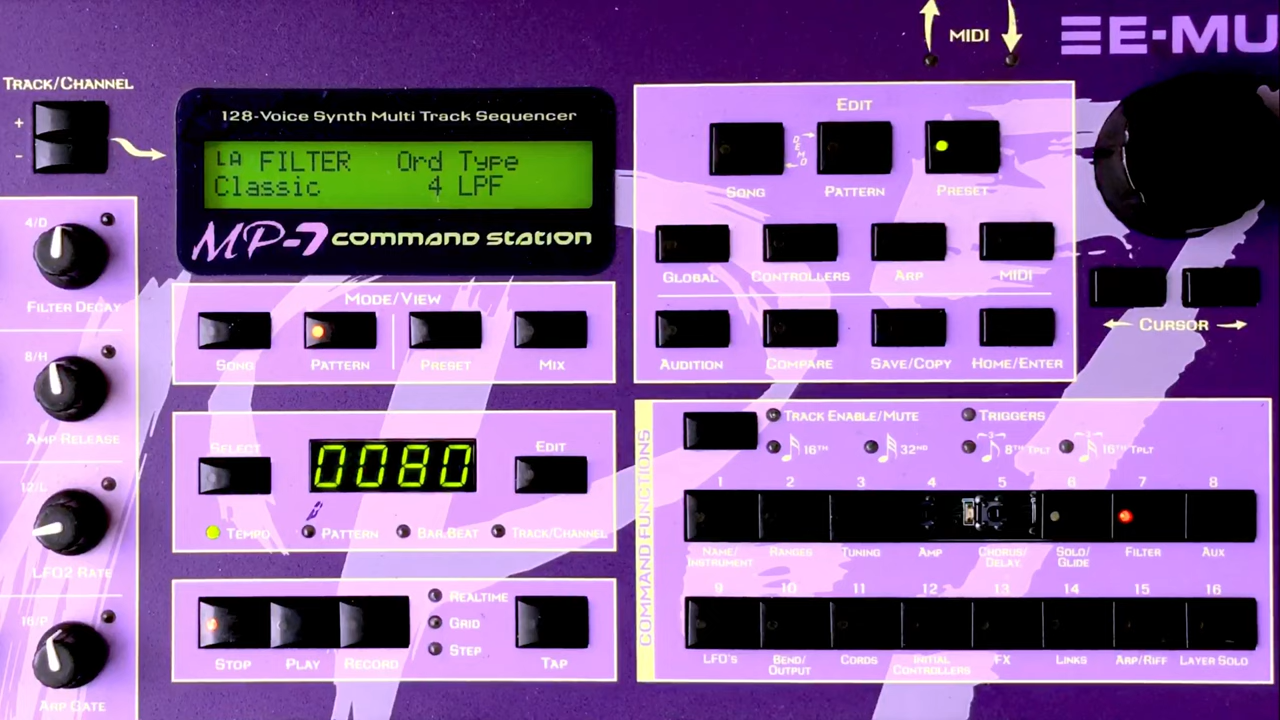 MIDI
E-MU
TRACK/CHANNEL
+
-
128-Voice Synth Multi Track Sequencer
LA FILTER Ord Type
Classic 4 LPF
MP-7 COMMAND STATION
EDIT
DEMO
SONG PATTERN PRESET
GLOBAL CONTROLLERS ARP MIDI
AUDITION COMPARE SAVE/COPY HOME/ENTER
CURSOR
4/D
FILTER DECAY
8/H
AMP RELEASE
12/L
LFO2 RATE
16/P
ARP GATE
MODE/VIEW
SONG PATTERN PRESET MIX
SELECT
0080
EDIT
TEMPO PATTERN BAR.BEAT TRACK/CHANNEL
REALTIME
GRID
STEP
STOP PLAY RECORD TAP
COMMAND FUNCTIONS
TRACK ENABLE/MUTE TRIGGERS
16TH 32ND 3 8TH TPLT 3 16TH TPLT
1 2 3 4 5 6 7 8
NAME/INSTRUMENT RANGES TUNING AMP CHORUS/DELAY SOLO/GLIDE FILTER AUX
9 10 11 12 13 14 15 16
LFO'S BEND/OUTPUT CORDS INITIAL CONTROLLERS FX LINKS ARP/RIFF LAYER SOLO